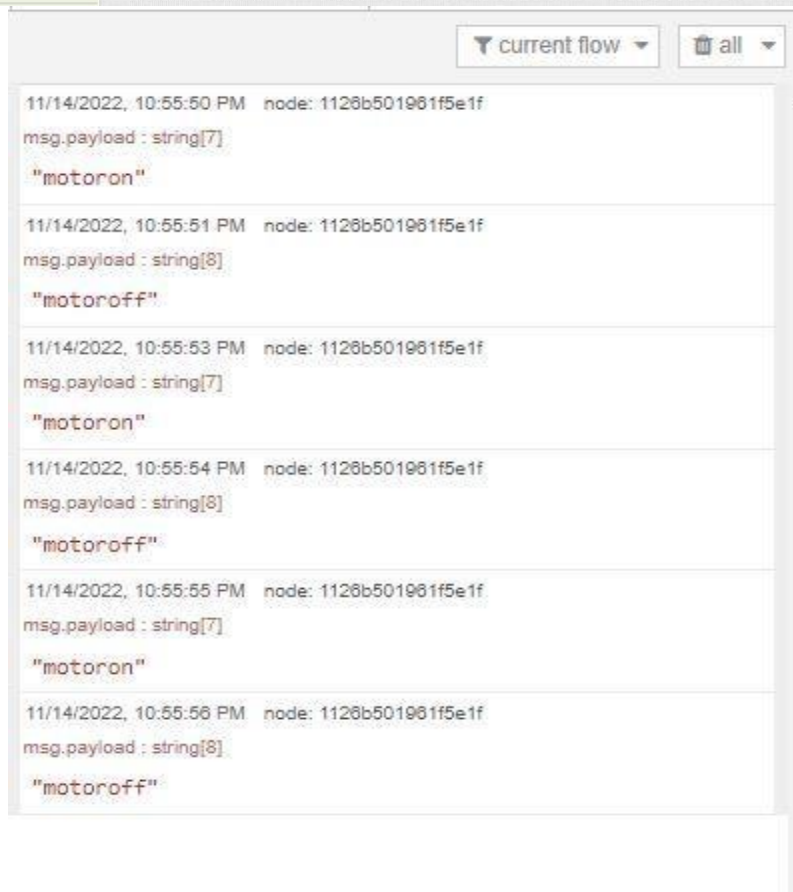 current flow all
11/14/2022, 10:55:50 PM node: 1126b501961f5e1f
msg.payload : string[7]
"motoron"
11/14/2022, 10:55:51 PM node: 1126b501961f5e1f
msg.payload : string[8]
"motoroff"
11/14/2022, 10:55:53 PM node: 1126b501961f5e1f
msg.payload : string[7]
"motoron"
11/14/2022, 10:55:54 PM node: 1126b501961f5e1f
msg.payload : string[8]
"motoroff"
11/14/2022, 10:55:55 PM node: 1126b501961f5e1f
msg.payload : string[7]
"motoron"
11/14/2022, 10:55:56 PM node: 1126b501961f5e1f
msg.payload : string[8]
"motoroff"